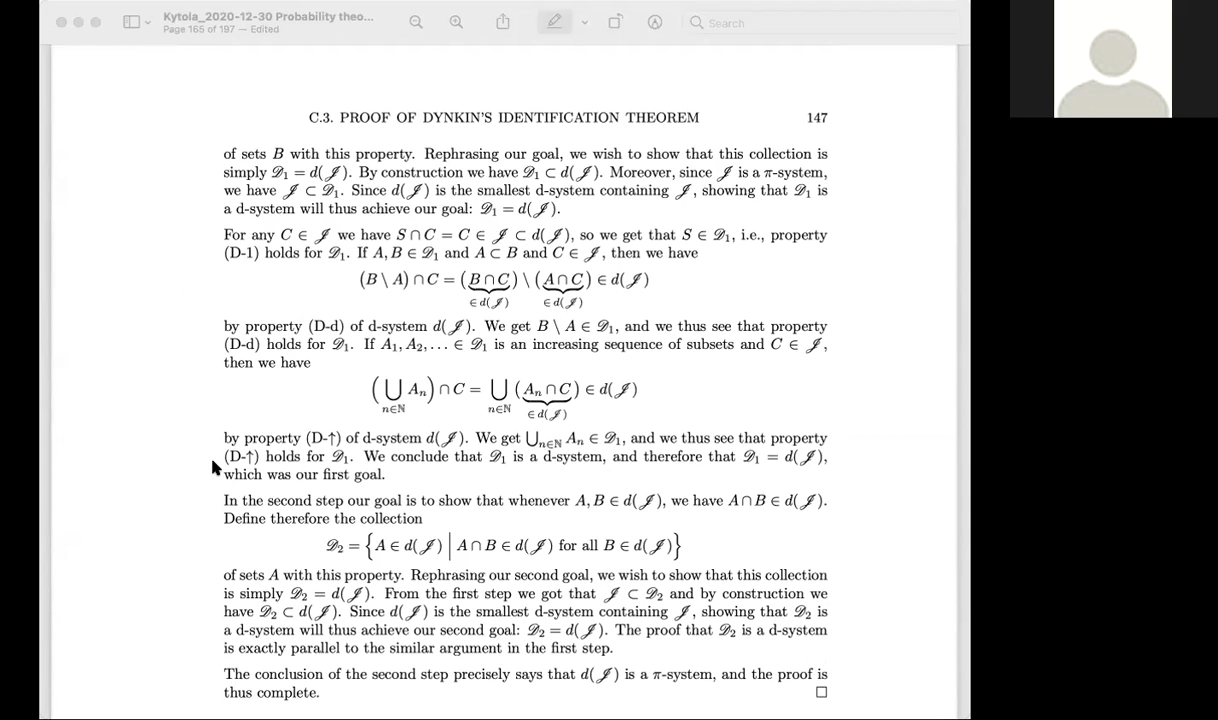 Kytola_2020-12-30 Probability theo...
Page 165 of 197 — Edited
Search
C.3. PROOF OF DYNKIN'S IDENTIFICATION THEOREM 147
of sets B with this property. Rephrasing our goal, we wish to show that this collection is
simply 𝒟₁ = d(𝒥). By construction we have 𝒟₁ ⊂ d(𝒥). Moreover, since 𝒥 is a π-system,
we have 𝒥 ⊂ 𝒟₁. Since d(𝒥) is the smallest d-system containing 𝒥, showing that 𝒟₁ is
a d-system will thus achieve our goal: 𝒟₁ = d(𝒥).
For any C ∈ 𝒥 we have S ∩ C = C ∈ 𝒥 ⊂ d(𝒥), so we get that S ∈ 𝒟₁, i.e., property
(D-1) holds for 𝒟₁. If A, B ∈ 𝒟₁ and A ⊂ B and C ∈ 𝒥, then we have
(B \ A) ∩ C = (B ∩ C) \ (A ∩ C) ∈ d(𝒥)
∈ d(𝒥) ∈ d(𝒥)
by property (D-d) of d-system d(𝒥). We get B \ A ∈ 𝒟₁, and we thus see that property
(D-d) holds for 𝒟₁. If A₁, A₂, . . . ∈ 𝒟₁ is an increasing sequence of subsets and C ∈ 𝒥,
then we have
(⋃ Aₙ) ∩ C = ⋃ (Aₙ ∩ C) ∈ d(𝒥)
n∈ℕ n∈ℕ ∈ d(𝒥)
by property (D-↑) of d-system d(𝒥). We get ⋃ₙ∈ℕ Aₙ ∈ 𝒟₁, and we thus see that property
(D-↑) holds for 𝒟₁. We conclude that 𝒟₁ is a d-system, and therefore that 𝒟₁ = d(𝒥),
which was our first goal.
In the second step our goal is to show that whenever A, B ∈ d(𝒥), we have A ∩ B ∈ d(𝒥).
Define therefore the collection
𝒟₂ = {A ∈ d(𝒥) | A ∩ B ∈ d(𝒥) for all B ∈ d(𝒥)}
of sets A with this property. Rephrasing our second goal, we wish to show that this collection
is simply 𝒟₂ = d(𝒥). From the first step we got that 𝒥 ⊂ 𝒟₂ and by construction we
have 𝒟₂ ⊂ d(𝒥). Since d(𝒥) is the smallest d-system containing 𝒥, showing that 𝒟₂ is
a d-system will thus achieve our second goal: 𝒟₂ = d(𝒥). The proof that 𝒟₂ is a d-system
is exactly parallel to the similar argument in the first step.
The conclusion of the second step precisely says that d(𝒥) is a π-system, and the proof is
thus complete. □